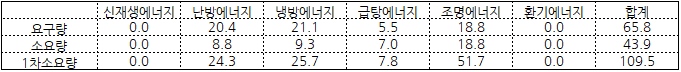 신재생에너지 난방에너지 냉방에너지 급탕에너지 조명에너지 환기에너지 합계
요구량 0.0 20.4 21.1 5.5 18.8 0.0 65.8
소요량 0.0 8.8 9.3 7.0 18.8 0.0 43.9
1차소요량 0.0 24.3 25.7 7.8 51.7 0.0 109.5